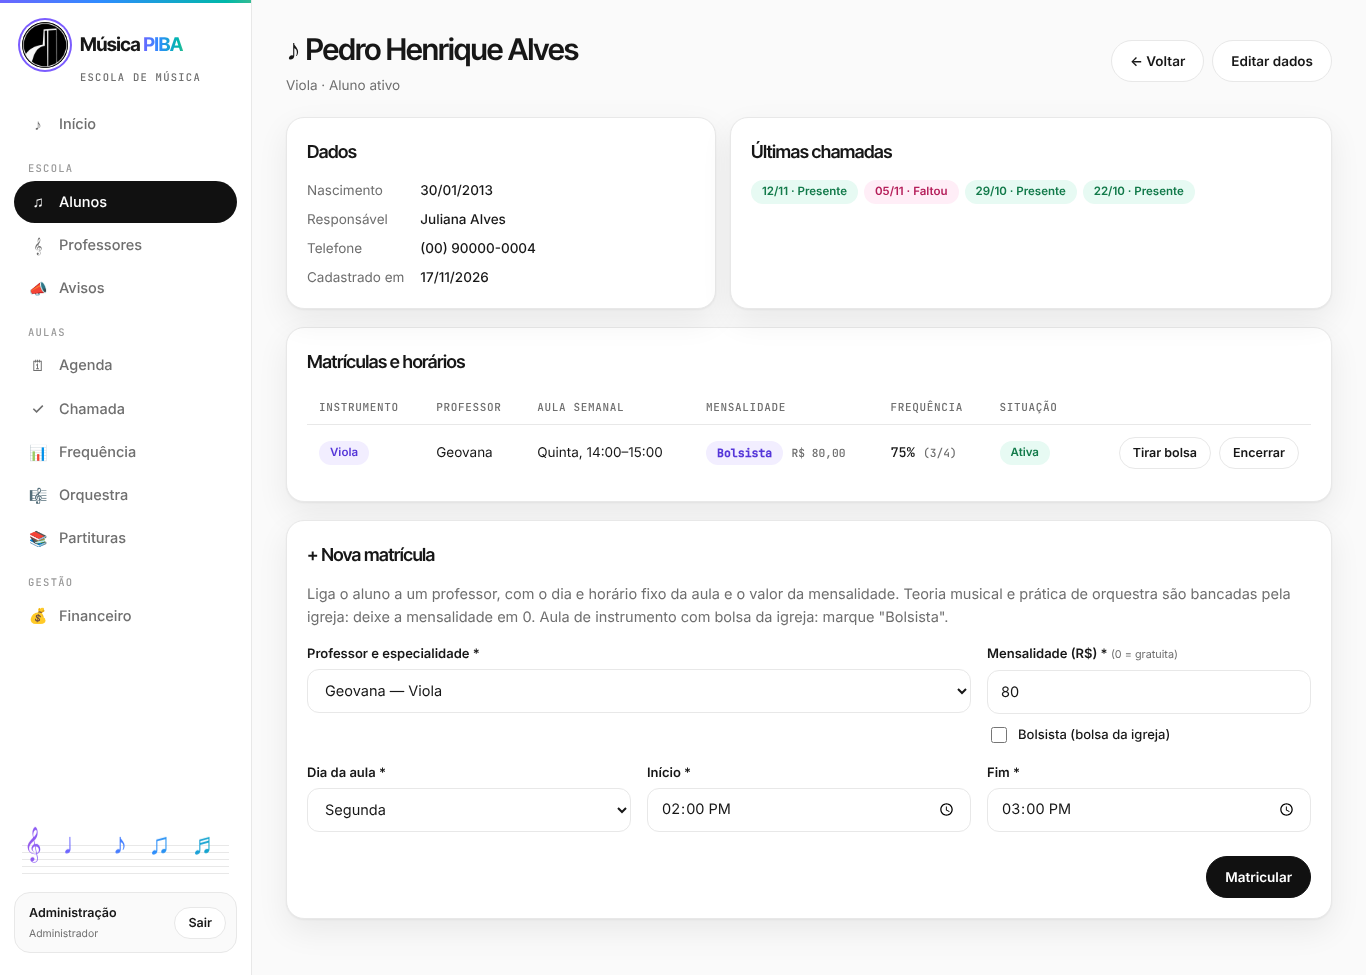 Música PIBA
ESCOLA DE MÚSICA
Início
ESCOLA
Alunos
Professores
Avisos
AULAS
Agenda
Chamada
Frequência
Orquestra
Partituras
GESTÃO
Financeiro
Administração
Administrador
Sair
♪ Pedro Henrique Alves
Viola · Aluno ativo
← Voltar
Editar dados
Dados
Nascimento 30/01/2013
Responsável Juliana Alves
Telefone (00) 90000-0004
Cadastrado em 17/11/2026
Últimas chamadas
12/11 · Presente 05/11 · Faltou 29/10 · Presente 22/10 · Presente
Matrículas e horários
INSTRUMENTO PROFESSOR AULA SEMANAL MENSALIDADE FREQUÊNCIA SITUAÇÃO
Viola Geovana Quinta, 14:00–15:00 Bolsista R$ 80,00 75% (3/4) Ativa Tirar bolsa Encerrar
+ Nova matrícula
Liga o aluno a um professor, com o dia e horário fixo da aula e o valor da mensalidade. Teoria musical e prática de orquestra são bancadas pela
igreja: deixe a mensalidade em 0. Aula de instrumento com bolsa da igreja: marque "Bolsista".
Professor e especialidade * Mensalidade (R$) * (0 = gratuita)
Geovana — Viola 80
Bolsista (bolsa da igreja)
Dia da aula * Início * Fim *
Segunda 02:00 PM 03:00 PM
Matricular